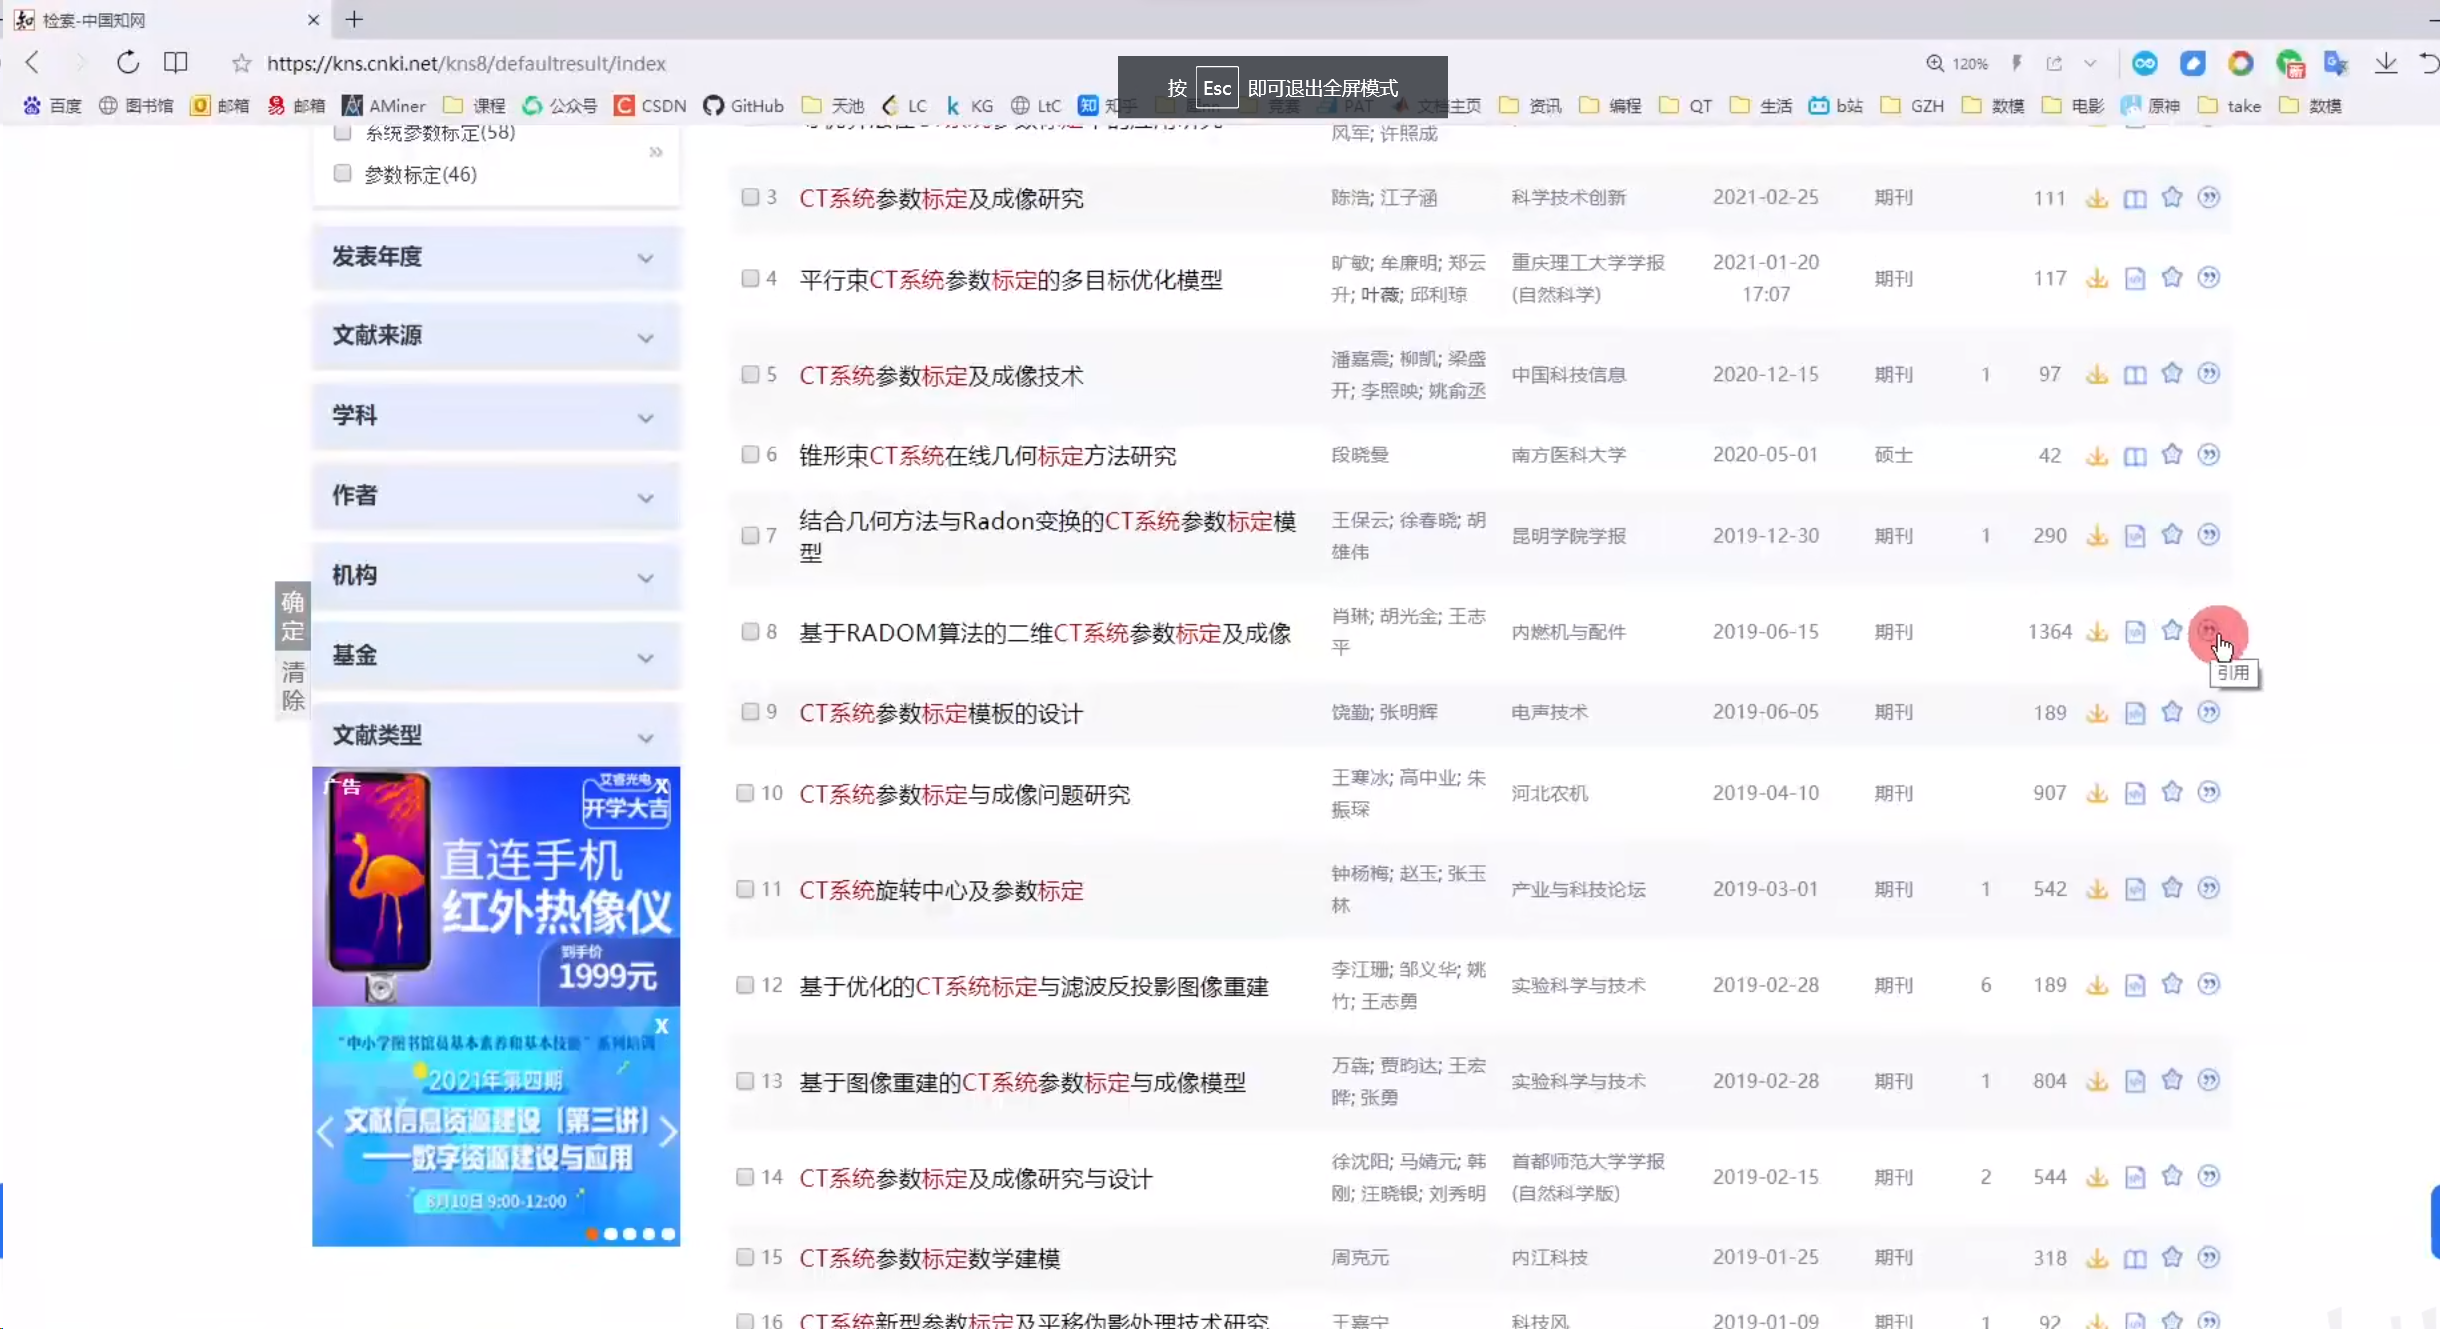 检索-中国知网
https://kns.cnki.net/kns8/defaultresult/index
120%
按 Esc 即可退出全屏模式
百度 图书馆 邮箱 邮箱 AMiner 课程 公众号 CSDN GitHub 天池 LC KG LtC 知乎 PAT 文档主页 资讯 编程 QT 生活 b站 GZH 数模 电影 原神 take 数模
系统参数标定(58)
参数标定(46)
发表年度
文献来源
学科
作者
机构
基金
文献类型
确定
清除
风军; 许照成
3 CT系统参数标定及成像研究 陈浩; 江子涵 科学技术创新 2021-02-25 期刊 111
4 平行束CT系统参数标定的多目标优化模型 旷敏; 牟廉明; 郑云升; 叶薇; 邱利琼 重庆理工大学学报(自然科学) 2021-01-20 17:07 期刊 117
5 CT系统参数标定及成像技术 潘嘉震; 柳凯; 梁盛开; 李照映; 姚俞丞 中国科技信息 2020-12-15 期刊 1 97
6 锥形束CT系统在线几何标定方法研究 段晓曼 南方医科大学 2020-05-01 硕士 42
7 结合几何方法与Radon变换的CT系统参数标定模型 王保云; 徐春晓; 胡雄伟 昆明学院学报 2019-12-30 期刊 1 290
8 基于RADOM算法的二维CT系统参数标定及成像 肖琳; 胡光金; 王志平 内燃机与配件 2019-06-15 期刊 1364
引用
9 CT系统参数标定模板的设计 饶勤; 张明辉 电声技术 2019-06-05 期刊 189
10 CT系统参数标定与成像问题研究 王寒冰; 高中业; 朱振琛 河北农机 2019-04-10 期刊 907
11 CT系统旋转中心及参数标定 钟杨梅; 赵玉; 张玉林 产业与科技论坛 2019-03-01 期刊 1 542
12 基于优化的CT系统标定与滤波反投影图像重建 李江珊; 邹义华; 姚竹; 王志勇 实验科学与技术 2019-02-28 期刊 6 189
13 基于图像重建的CT系统参数标定与成像模型 万犇; 贾昀达; 王宏晔; 张勇 实验科学与技术 2019-02-28 期刊 1 804
14 CT系统参数标定及成像研究与设计 徐沈阳; 马婧元; 韩刚; 汪晓银; 刘秀明 首都师范大学学报(自然科学版) 2019-02-15 期刊 2 544
15 CT系统参数标定数学建模 周克元 内江科技 2019-01-25 期刊 318
16 CT系统新型参数标定及平移伪影处理技术研究 王嘉宁 科技风 2019-01-09 期刊 1 92
广告
艾睿光电
X
开学大吉
直连手机
红外热像仪
到手价
1999元
X
“中小学图书馆员基本素养和基本技能”系列培训
2021年第四期
文献信息资源建设（第三讲）
——数字资源建设与应用
8月10日 9:00-12:00